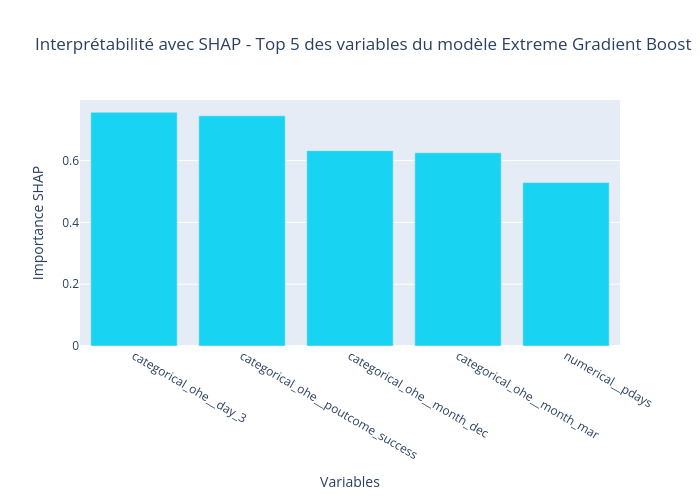 Interprétabilité avec SHAP - Top 5 des variables du modèle Extreme Gradient Boost
Importance SHAP
0.6
0.4
0.2
0
categorical_ohe__day_3
categorical_ohe__poutcome_success
categorical_ohe__month_dec
categorical_ohe__month_mar
numerical__pdays
Variables